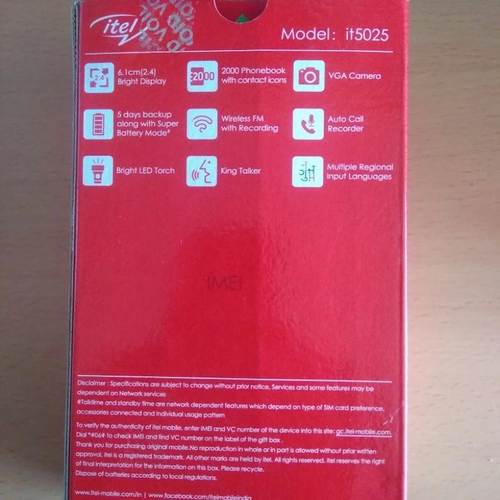 itel
Model: it5025
6.1cm(2.4)
Bright Display
2000
2000 Phonebook
with contact icons
VGA Camera
5 days backup
along with Super
Battery Mode#
Wireless FM
with Recording
Auto Call
Recorder
Bright LED Torch
King Talker
Multiple Regional
Input Languages
IMEI
Disclaimer : Specifications are subject to change without prior notice, Services and some features may be
dependent on Network services
#Talktime and standby time are network dependent features which depend on type of SIM card preference,
accessories connected and individual usage pattern
To verify the authenticity of itel mobile, enter IMEI and VC number of the device into this site: gc.itel-mobile.com.
Dial *#06# to check IMEI and find VC number on the label of the gift box .
Thank you for purchasing original mobile.No reproduction in whole or in part is allowed without prior written
approval. itel is a registered trademark. All other marks are held by itel. All rights reserved. itel reserves the right
of final interpretation for the information on this box. Please recycle.
Dispose of batteries according to local regulations.
www.itel-mobile.com/in | www.facebook.com/itelmobileindia